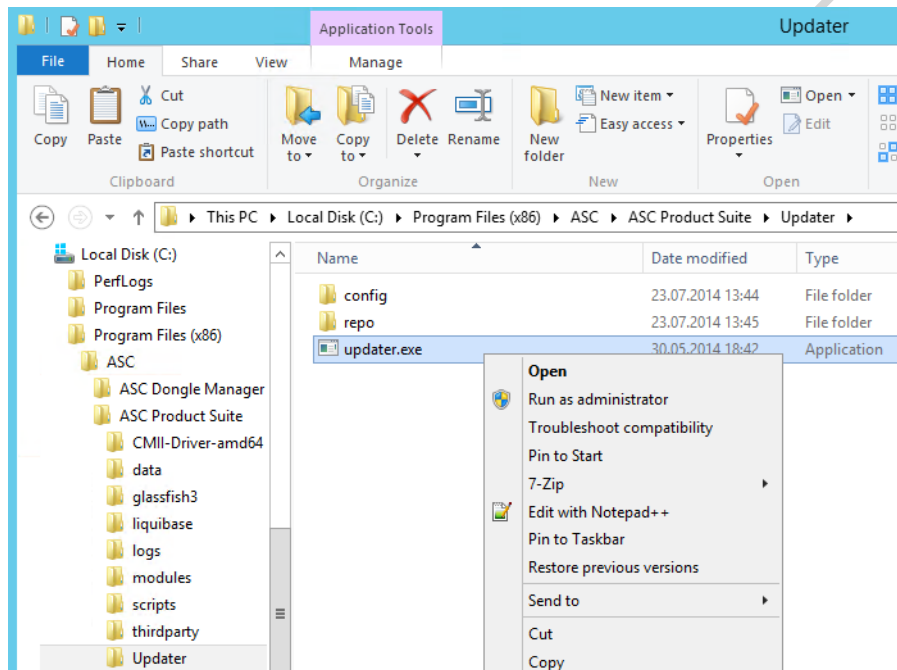 Application Tools
Updater
File Home Share View Manage
Copy
Paste
Cut
Copy path
Paste shortcut
Clipboard
Move to
Copy to
Delete
Rename
Organize
New folder
New item
Easy access
New
Properties
Open
Edit
Open
This PC Local Disk (C:) Program Files (x86) ASC ASC Product Suite Updater
Local Disk (C:)
PerfLogs
Program Files
Program Files (x86)
ASC
ASC Dongle Manager
ASC Product Suite
CMII-Driver-amd64
data
glassfish3
liquibase
logs
modules
scripts
thirdparty
Updater
Name Date modified Type
config 23.07.2014 13:44 File folder
repo 23.07.2014 13:45 File folder
updater.exe 30.05.2014 18:42 Application
Open
Run as administrator
Troubleshoot compatibility
Pin to Start
7-Zip
Edit with Notepad++
Pin to Taskbar
Restore previous versions
Send to
Cut
Copy